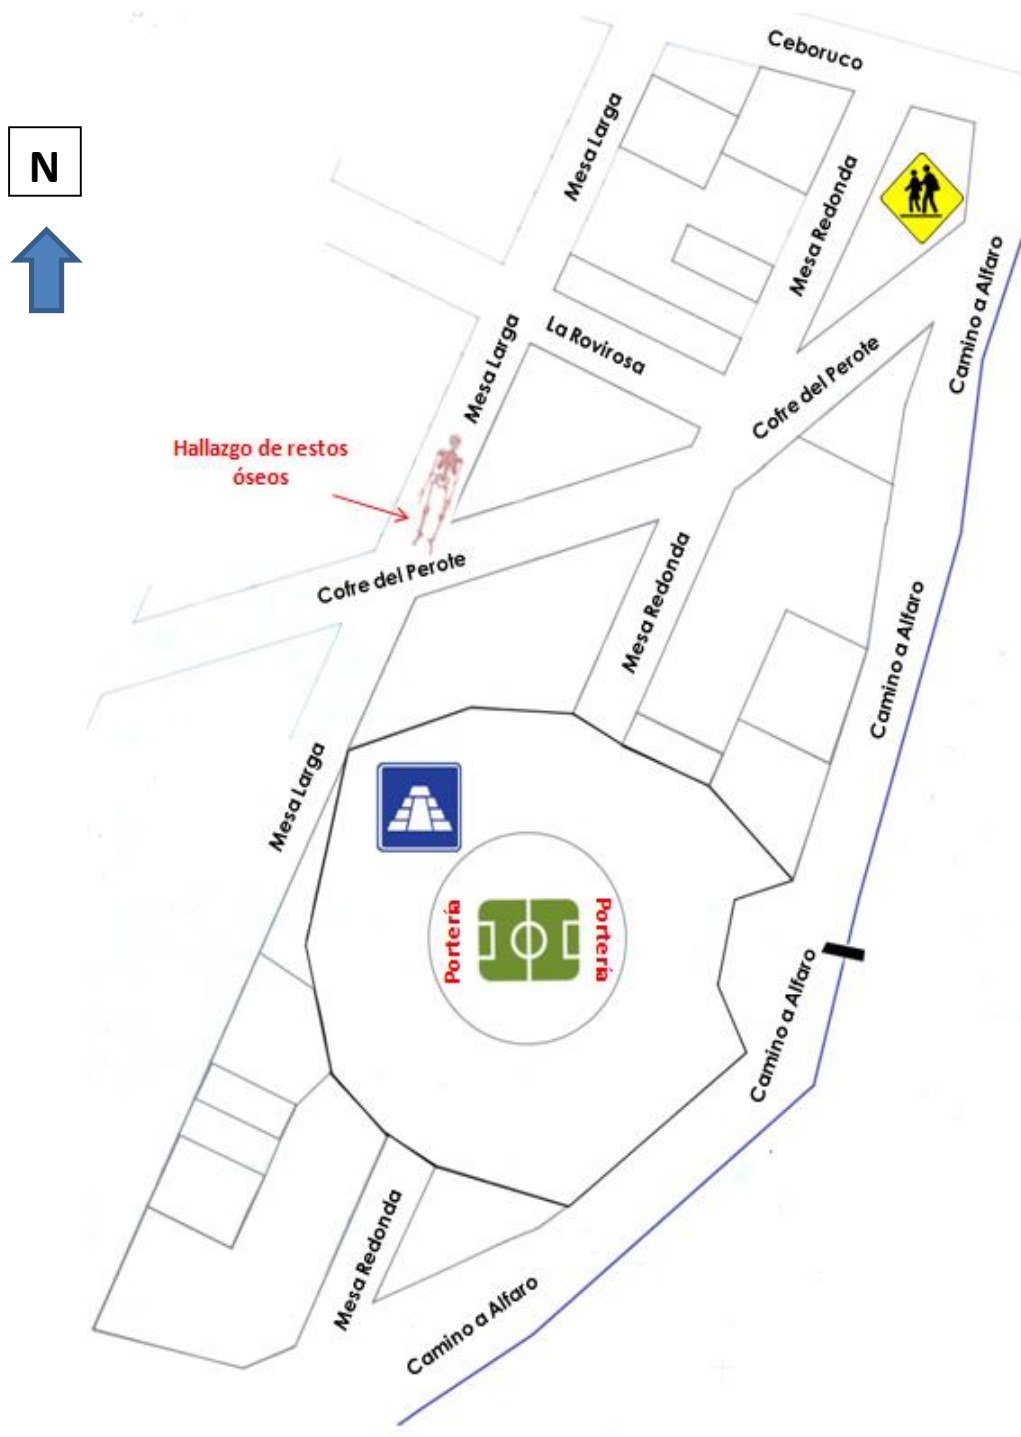 Ceboruco
N
Mesa Larga
Mesa Redonda
Camino a Alfaro
La Rovirosa
Mesa Larga
Cofre del Perote
Hallazgo de restos
óseos
Cofre del Perote
Mesa Redonda
Camino a Alfaro
Mesa Larga
Portería
Portería
Camino a Alfaro
Mesa Redonda
Camino a Alfaro